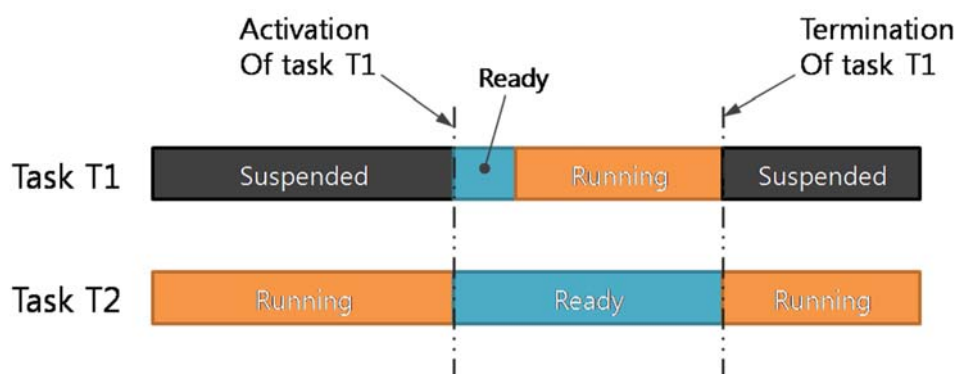 Activation
Of task T1
Ready
Termination
Of task T1
Task T1
Suspended
Running
Suspended
Task T2
Running
Ready
Running